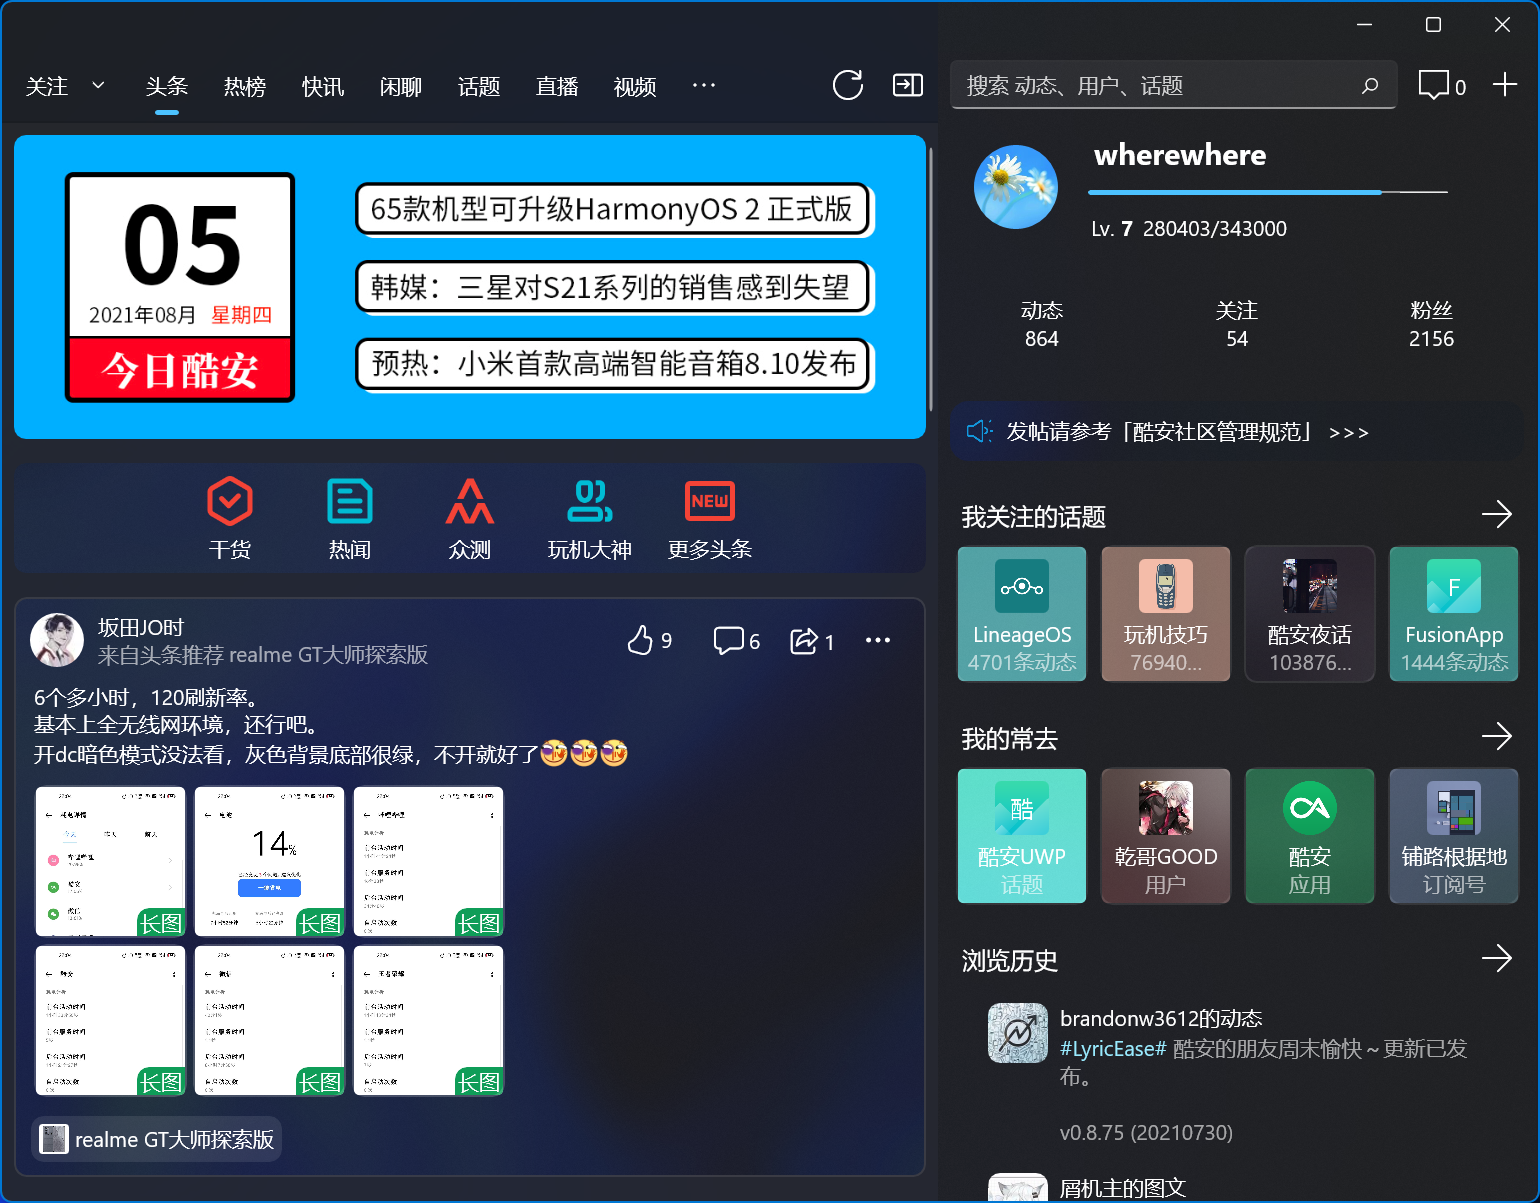 关注
头条
热榜
快讯
闲聊
话题
直播
视频
搜索 动态、用户、话题
0
05
2021年08月 星期四
今日酷安
65款机型可升级HarmonyOS 2 正式版
韩媒：三星对S21系列的销售感到失望
预热：小米首款高端智能音箱8.10发布
干货
热闻
众测
玩机大神
NEW
更多头条
坂田JO时
来自头条推荐 realme GT大师探索版
9
6
1
6个多小时，120刷新率。
基本上全无线网环境，还行吧。
开dc暗色模式没法看，灰色背景底部很绿，不开就好了
14%
长图
长图
长图
长图
长图
长图
realme GT大师探索版
wherewhere
Lv. 7 280403/343000
动态
864
关注
54
粉丝
2156
发帖请参考「酷安社区管理规范」 >>>
我关注的话题
LineageOS
4701条动态
玩机技巧
76940...
酷安夜话
103876...
F
FusionApp
1444条动态
我的常去
酷
酷安UWP
话题
乾哥GOOD
用户
酷安
应用
铺路根据地
订阅号
浏览历史
brandonw3612的动态
#LyricEase# 酷安的朋友周末愉快 ~ 更新已发
布。
v0.8.75 (20210730)
屑机主的图文